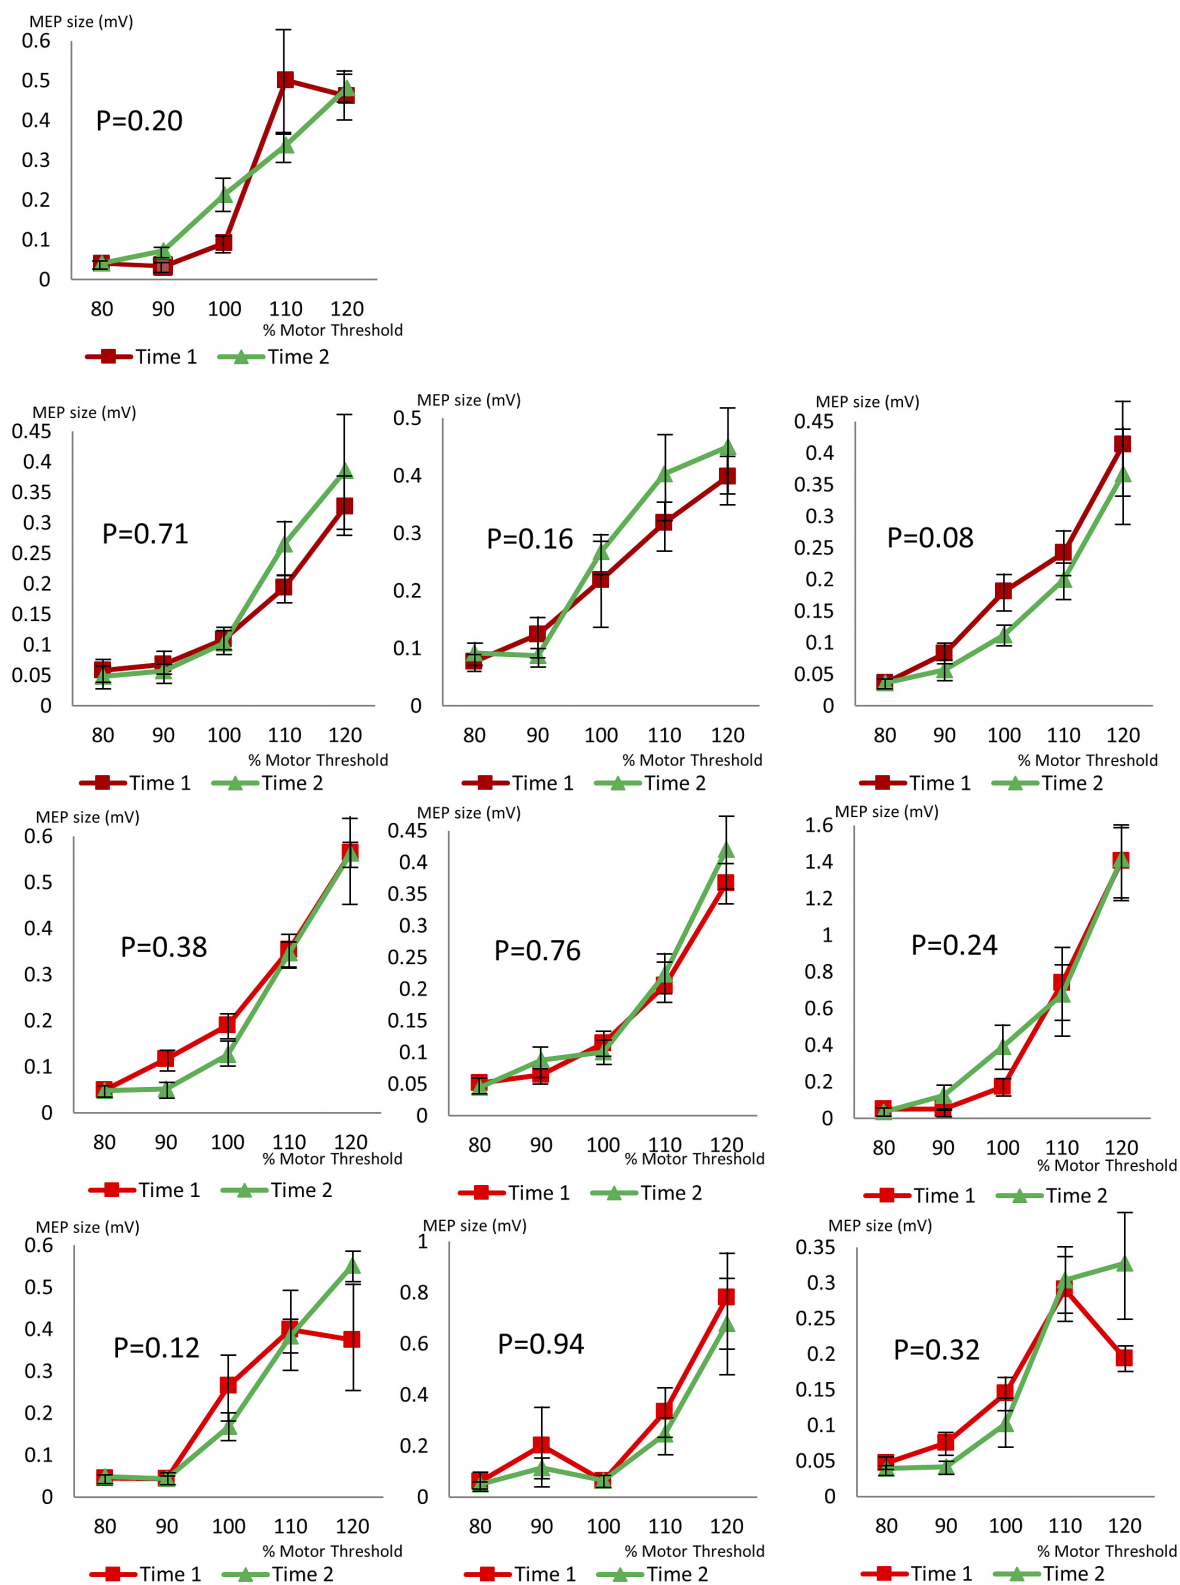 MEP size (mV)
0.6
0.5
0.4
0.3
0.2
0.1
0
P=0.20
80 90 100 110 120
% Motor Threshold
Time 1 Time 2
MEP size (mV)
0.45
0.4
0.35
0.3
0.25
0.2
0.15
0.1
0.05
0
P=0.71
80 90 100 110 120
% Motor Threshold
Time 1 Time 2
MEP size (mV)
0.5
0.4
0.3
0.2
0.1
0
P=0.16
80 90 100 110 120
% Motor Threshold
Time 1 Time 2
MEP size (mV)
0.45
0.4
0.35
0.3
0.25
0.2
0.15
0.1
0.05
0
P=0.08
80 90 100 110 120
% Motor Threshold
Time 1 Time 2
MEP size (mV)
0.6
0.5
0.4
0.3
0.2
0.1
0
P=0.38
80 90 100 110 120
% Motor Threshold
Time 1 Time 2
MEP size (mV)
0.45
0.4
0.35
0.3
0.25
0.2
0.15
0.1
0.05
0
P=0.76
80 90 100 110 120
% Motor Threshold
Time 1 Time 2
MEP size (mV)
1.6
1.4
1.2
1
0.8
0.6
0.4
0.2
0
P=0.24
80 90 100 110 120
% Motor Threshold
Time 1 Time 2
MEP size (mV)
0.6
0.5
0.4
0.3
0.2
0.1
0
P=0.12
80 90 100 110 120
% Motor Threshold
Time 1 Time 2
MEP size (mV)
1
0.8
0.6
0.4
0.2
0
P=0.94
80 90 100 110 120
% Motor Threshold
Time 1 Time 2
MEP size (mV)
0.35
0.3
0.25
0.2
0.15
0.1
0.05
0
P=0.32
80 90 100 110 120
% Motor Threshold
Time 1 Time 2